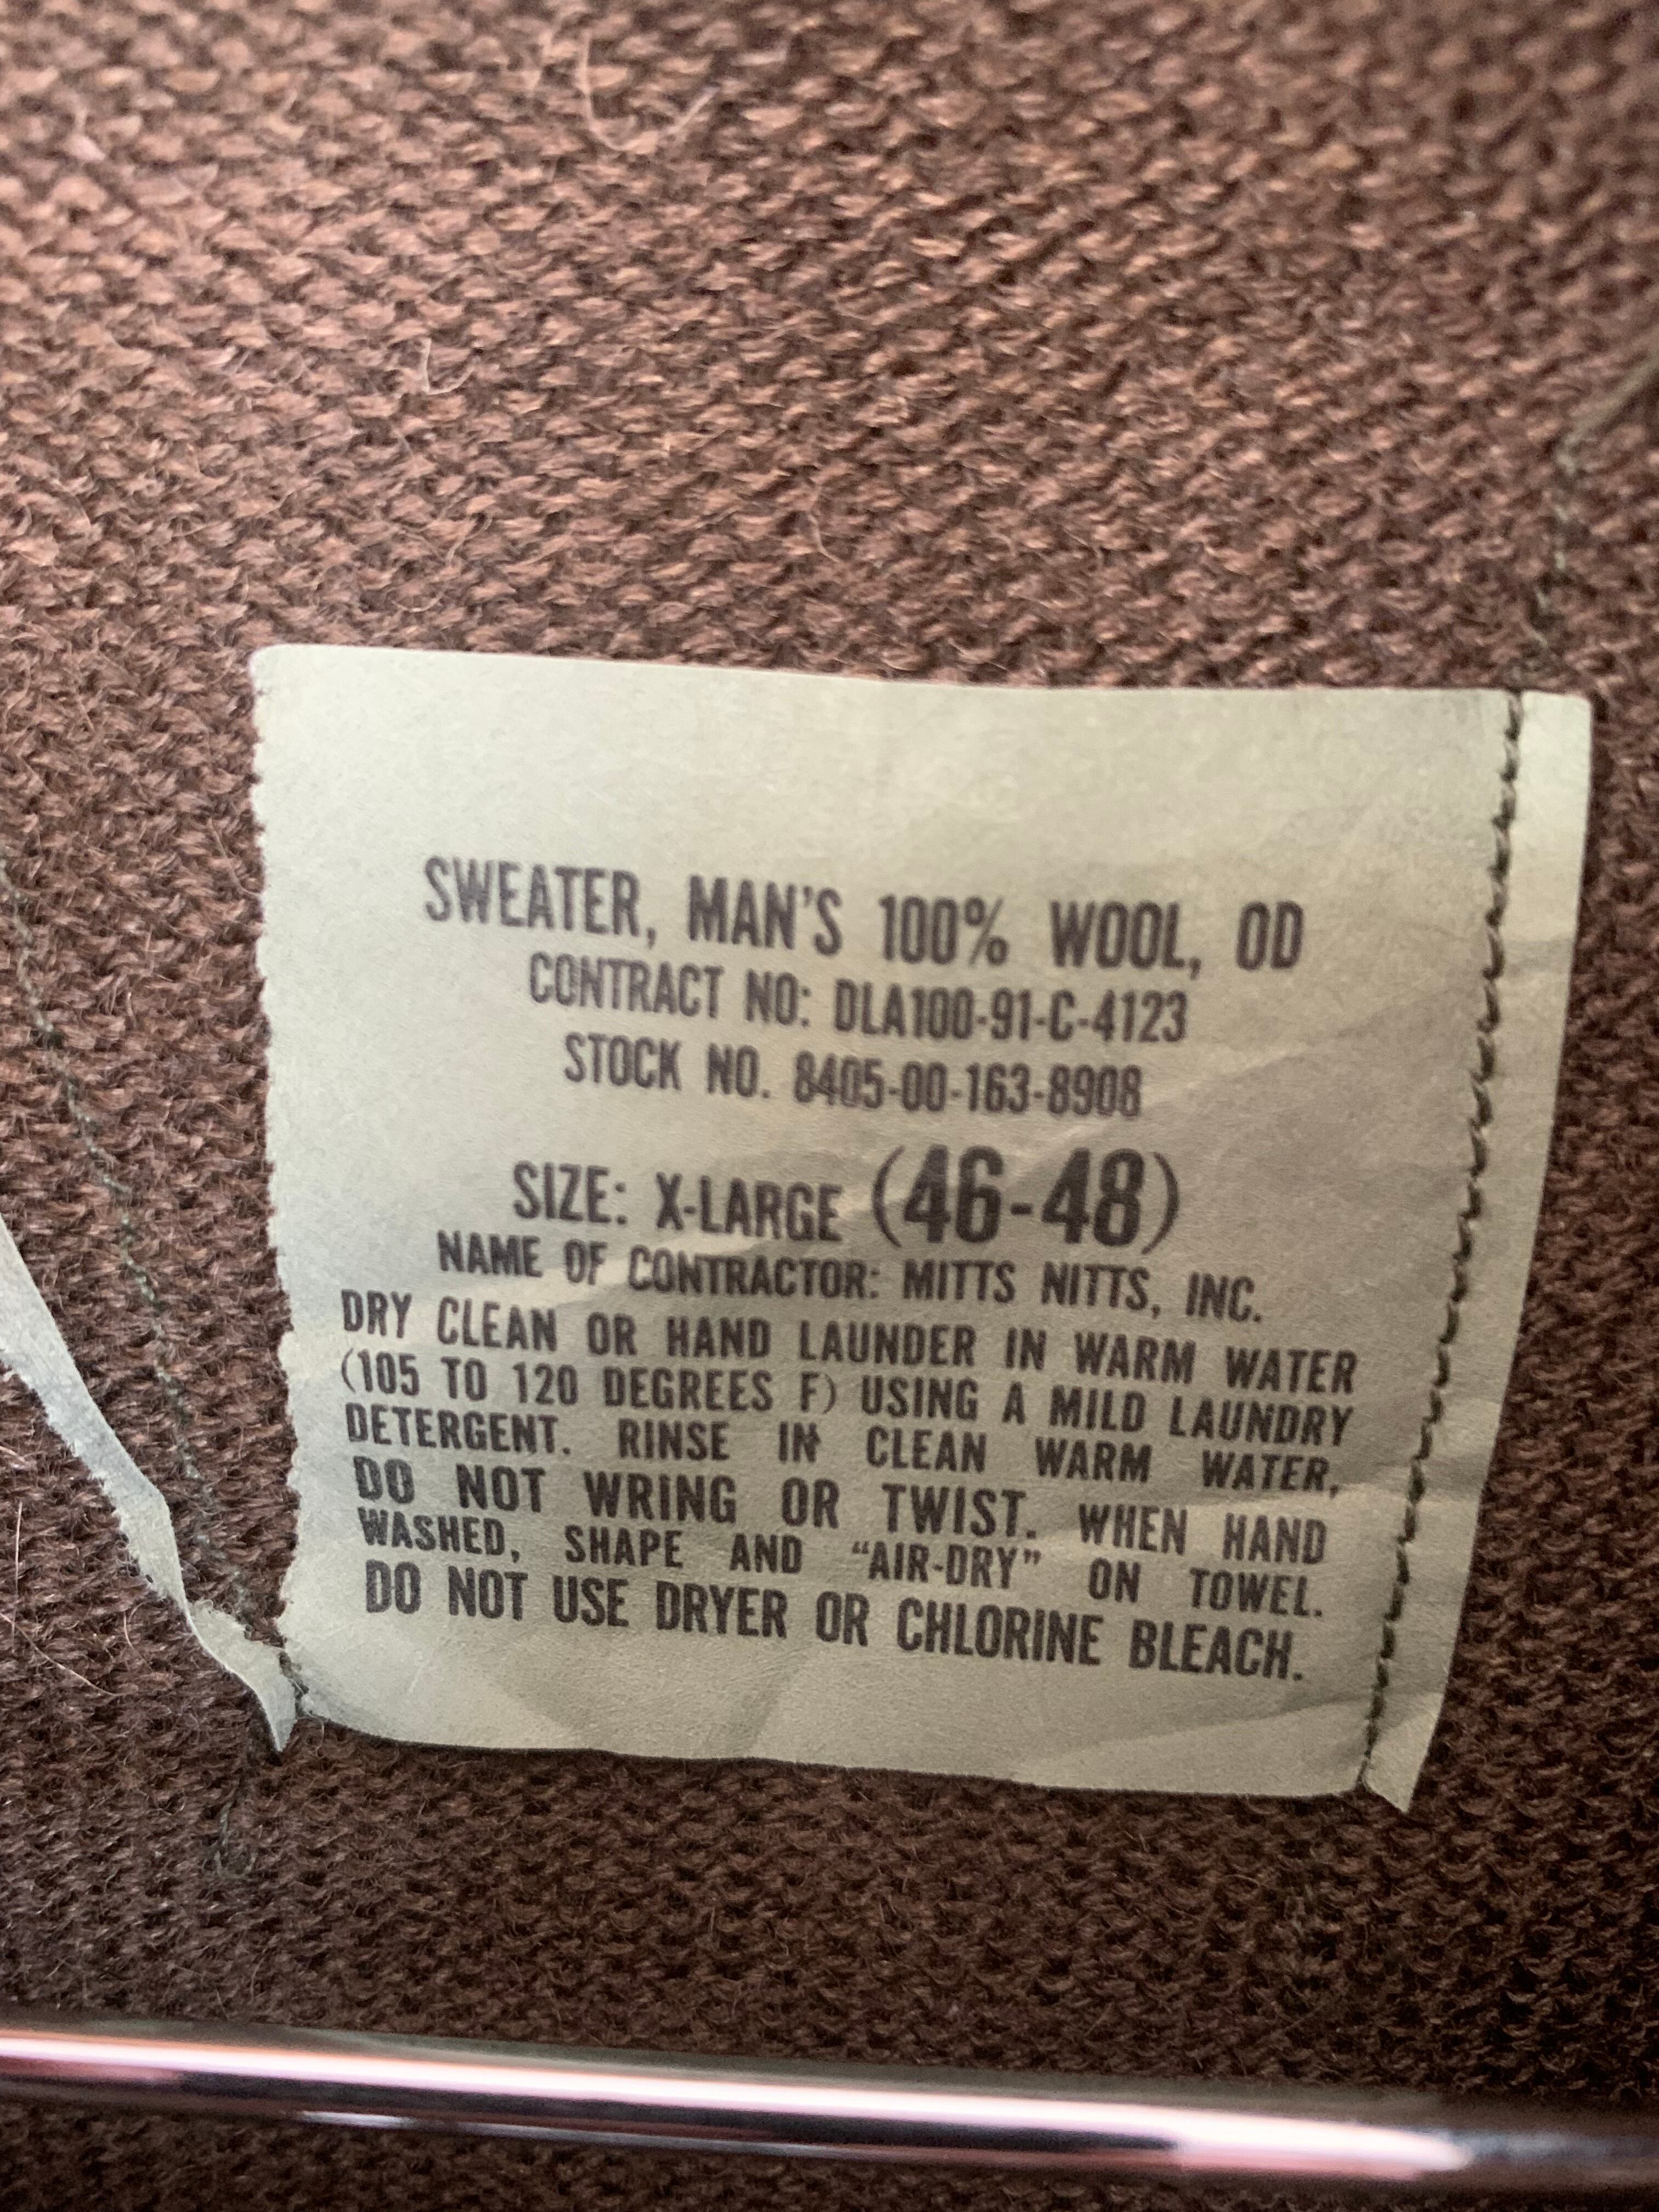 SWEATER, MAN'S 100% WOOL, OD
CONTRACT NO: DLA100-91-C-4123
STOCK NO. 8405-00-163-8908
SIZE: X-LARGE (46-48)
NAME OF CONTRACTOR: MITTS NITTS, INC.
DRY CLEAN OR HAND LAUNDER IN WARM WATER
(105 TO 120 DEGREES F) USING A MILD LAUNDRY
DETERGENT. RINSE IN CLEAN WARM WATER,
DO NOT WRING OR TWIST. WHEN HAND
WASHED, SHAPE AND “AIR-DRY” ON TOWEL.
DO NOT USE DRYER OR CHLORINE BLEACH.